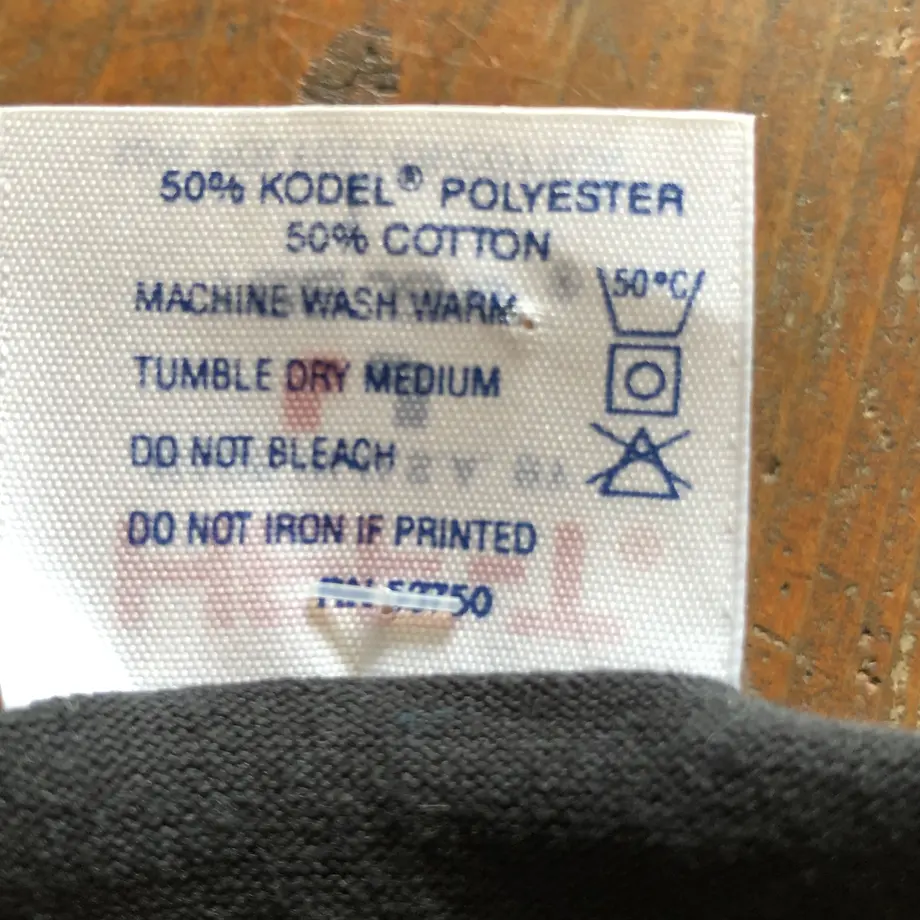 50% KODEL® POLYESTER
50% COTTON
MACHINE WASH WARM
50°C
TUMBLE DRY MEDIUM
DO NOT BLEACH
DO NOT IRON IF PRINTED